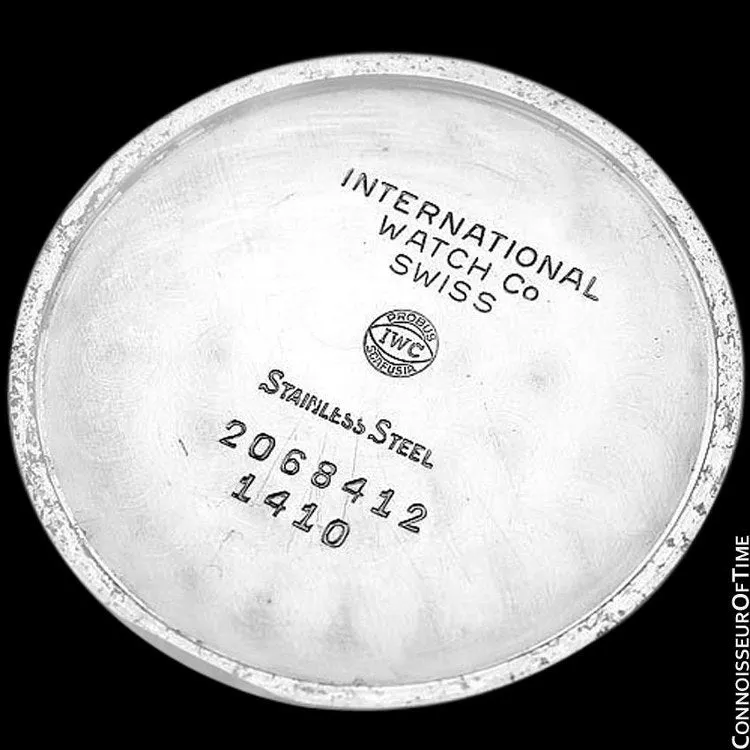 INTERNATIONAL
WATCH Co
SWISS
PROBUS
IWC
SCAFUSIA
STAINLESS STEEL
2068412
1410
CONNOISSEUROFTIME